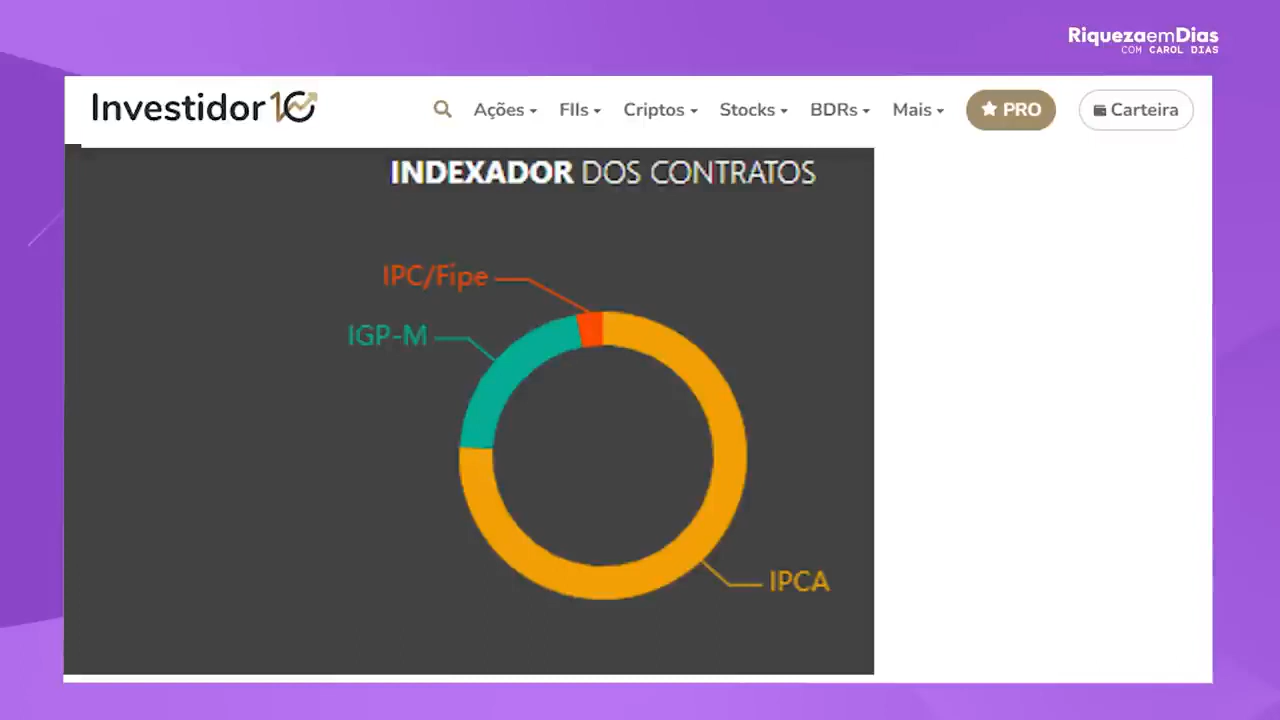 RiquezaemDias
COM CAROL DIAS
Investidor10
Ações
FIIs
Criptos
Stocks
BDRs
Mais
PRO
Carteira
INDEXADOR DOS CONTRATOS
IPC/Fipe
IGP-M
IPCA